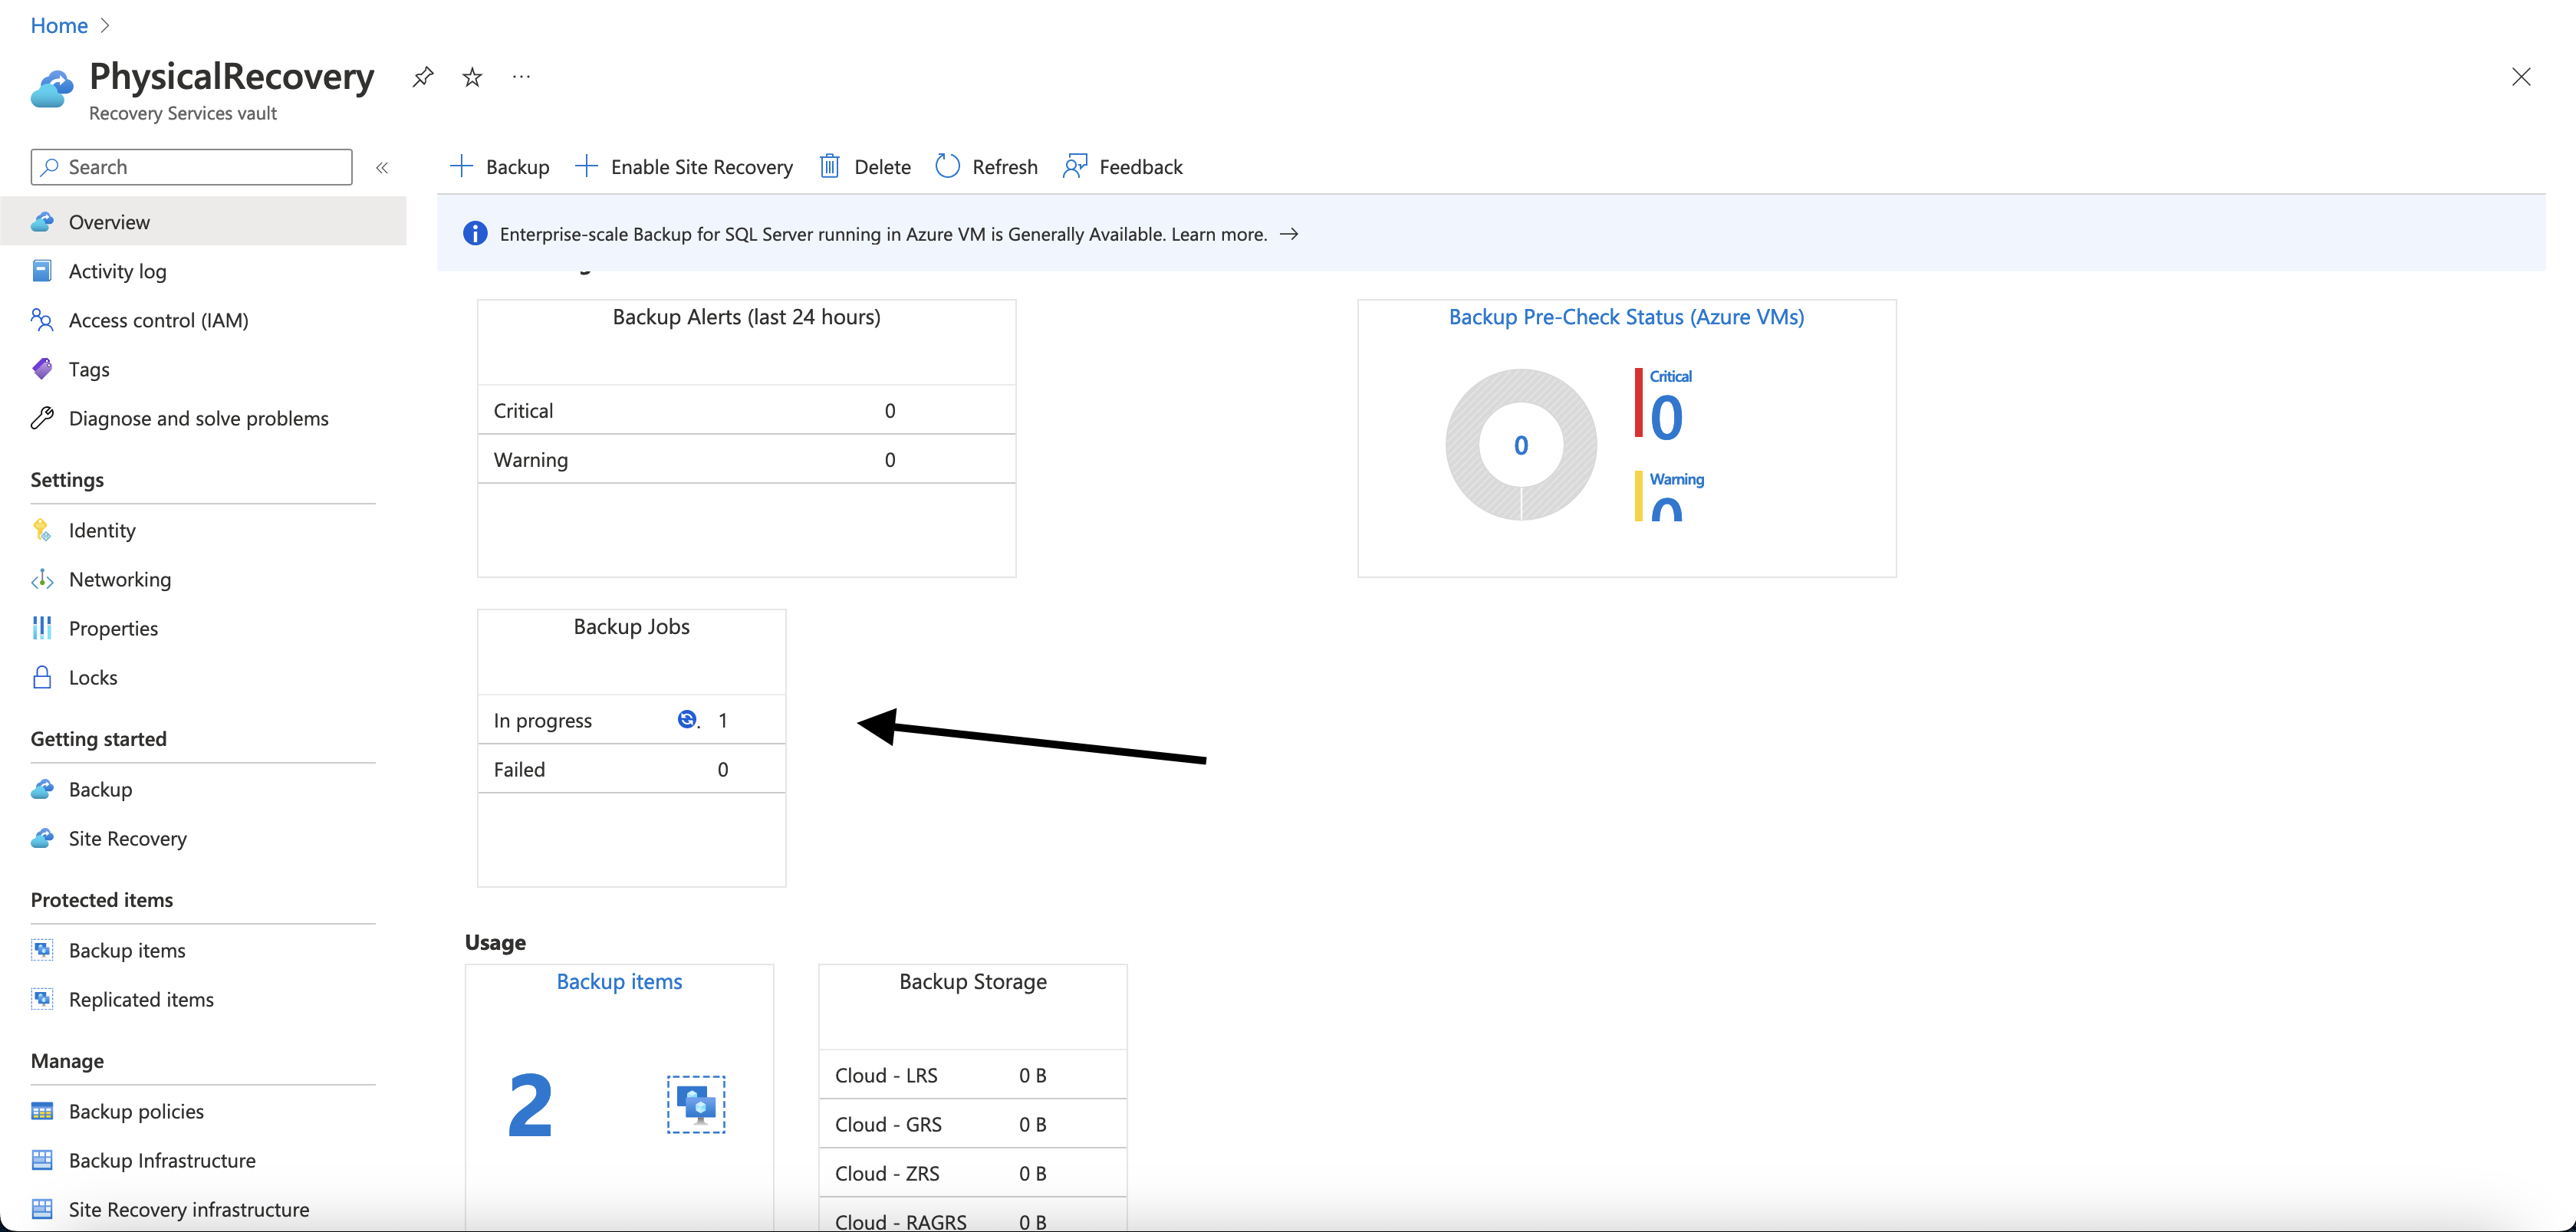 Home
PhysicalRecovery
Recovery Services vault
Search
Overview
Activity log
Access control (IAM)
Tags
Diagnose and solve problems
Settings
Identity
Networking
Properties
Locks
Getting started
Backup
Site Recovery
Protected items
Backup items
Replicated items
Manage
Backup policies
Backup Infrastructure
Site Recovery infrastructure
Backup
Enable Site Recovery
Delete
Refresh
Feedback
Enterprise-scale Backup for SQL Server running in Azure VM is Generally Available. Learn more.
Backup Alerts (last 24 hours)
Critical 0
Warning 0
Backup Pre-Check Status (Azure VMs)
0
Critical
0
Warning
0
Backup Jobs
In progress 1
Failed 0
Usage
Backup items
2
Backup Storage
Cloud - LRS 0 B
Cloud - GRS 0 B
Cloud - ZRS 0 B
Cloud - RAGRS 0 B